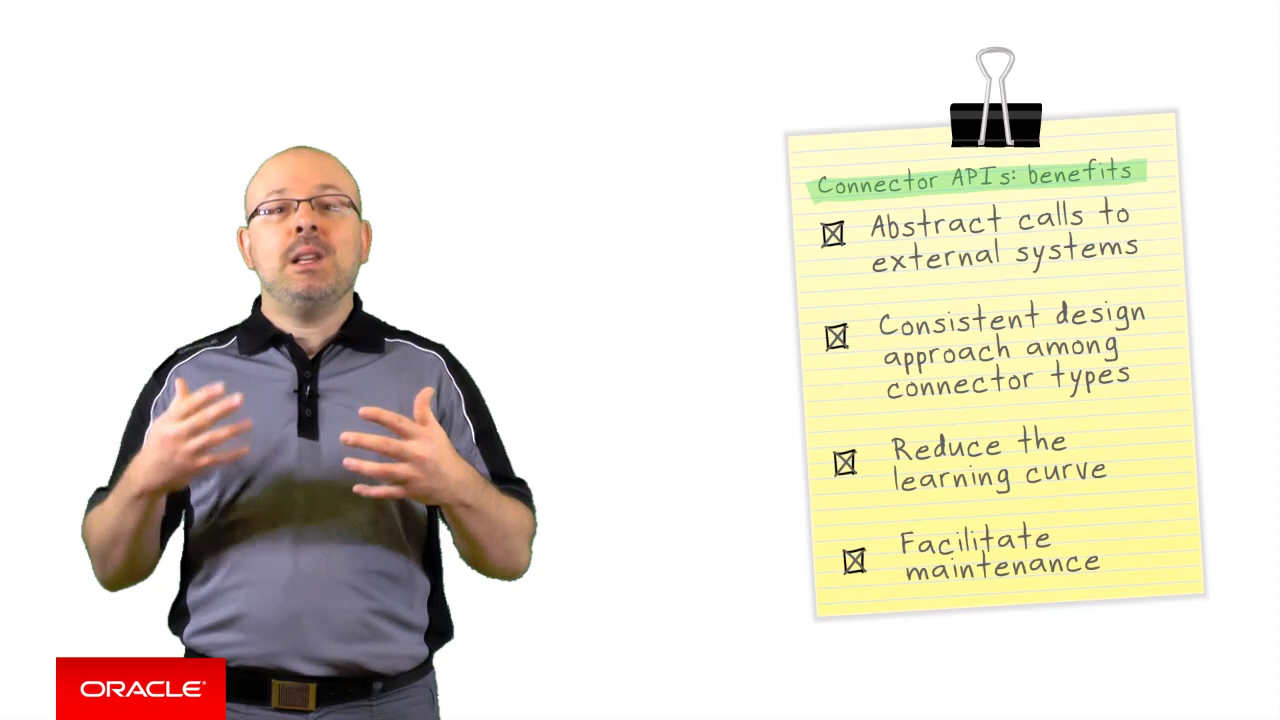 Connector APIs: benefits
Abstract calls to
external systems
Consistent design
approach among
connector types
Reduce the
learning curve
Facilitate
maintenance
ORACLE®